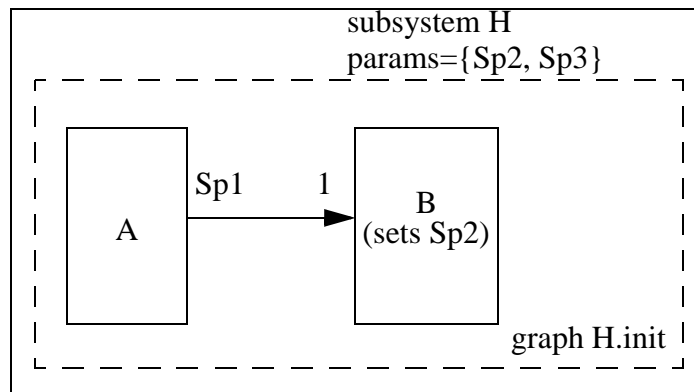 subsystem H
params={Sp2, Sp3}
Sp1
1
A
B
(sets Sp2)
graph H.init